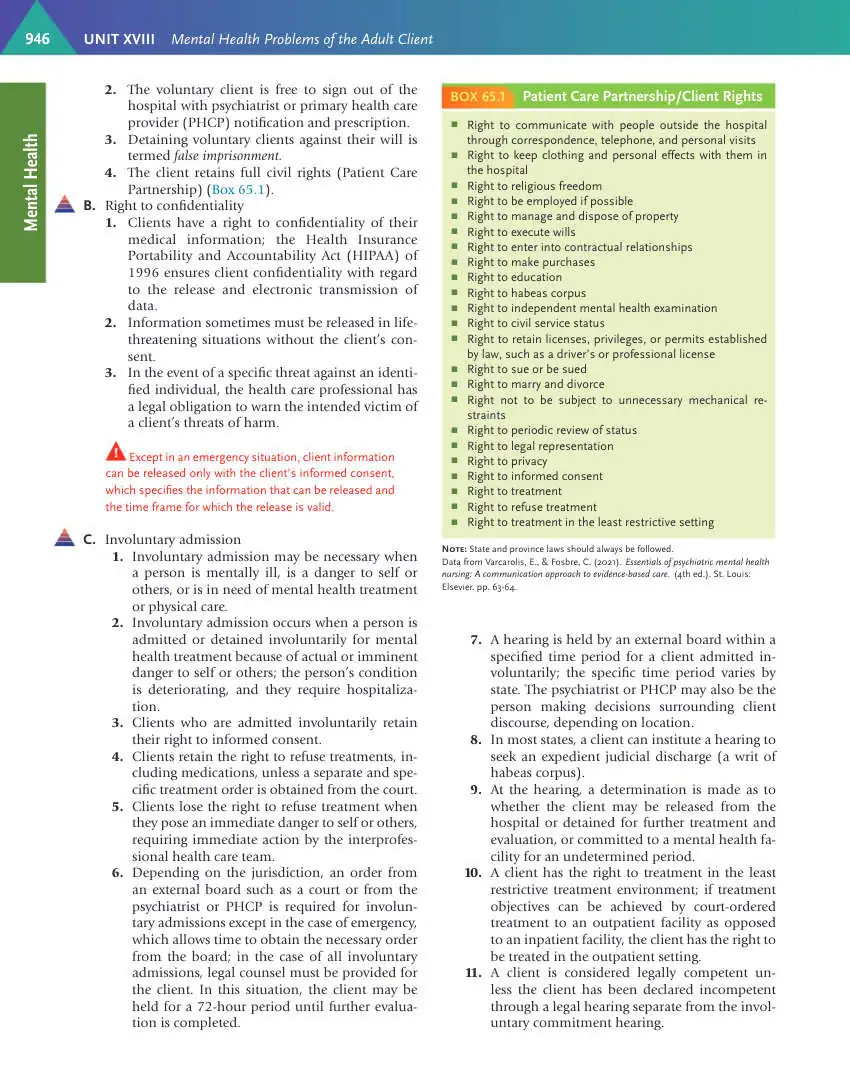 946 UNIT XVIII Mental Health Problems of the Adult Client
Mental Health
2. The voluntary client is free to sign out of the
hospital with psychiatrist or primary health care
provider (PHCP) notification and prescription.
3. Detaining voluntary clients against their will is
termed false imprisonment.
4. The client retains full civil rights (Patient Care
Partnership) (Box 65.1).
B. Right to confidentiality
1. Clients have a right to confidentiality of their
medical information; the Health Insurance
Portability and Accountability Act (HIPAA) of
1996 ensures client confidentiality with regard
to the release and electronic transmission of
data.
2. Information sometimes must be released in life-
threatening situations without the client's con-
sent.
3. In the event of a specific threat against an identi-
fied individual, the health care professional has
a legal obligation to warn the intended victim of
a client's threats of harm.
! Except in an emergency situation, client information
can be released only with the client's informed consent,
which specifies the information that can be released and
the time frame for which the release is valid.
C. Involuntary admission
1. Involuntary admission may be necessary when
a person is mentally ill, is a danger to self or
others, or is in need of mental health treatment
or physical care.
2. Involuntary admission occurs when a person is
admitted or detained involuntarily for mental
health treatment because of actual or imminent
danger to self or others; the person's condition
is deteriorating, and they require hospitaliza-
tion.
3. Clients who are admitted involuntarily retain
their right to informed consent.
4. Clients retain the right to refuse treatments, in-
cluding medications, unless a separate and spe-
cific treatment order is obtained from the court.
5. Clients lose the right to refuse treatment when
they pose an immediate danger to self or others,
requiring immediate action by the interprofes-
sional health care team.
6. Depending on the jurisdiction, an order from
an external board such as a court or from the
psychiatrist or PHCP is required for involun-
tary admissions except in the case of emergency,
which allows time to obtain the necessary order
from the board; in the case of all involuntary
admissions, legal counsel must be provided for
the client. In this situation, the client may be
held for a 72-hour period until further evalua-
tion is completed.
BOX 65.1 Patient Care Partnership/Client Rights
■ Right to communicate with people outside the hospital
through correspondence, telephone, and personal visits
■ Right to keep clothing and personal effects with them in
the hospital
■ Right to religious freedom
■ Right to be employed if possible
■ Right to manage and dispose of property
■ Right to execute wills
■ Right to enter into contractual relationships
■ Right to make purchases
■ Right to education
■ Right to habeas corpus
■ Right to independent mental health examination
■ Right to civil service status
■ Right to retain licenses, privileges, or permits established
by law, such as a driver's or professional license
■ Right to sue or be sued
■ Right to marry and divorce
■ Right not to be subject to unnecessary mechanical re-
straints
■ Right to periodic review of status
■ Right to legal representation
■ Right to privacy
■ Right to informed consent
■ Right to treatment
■ Right to refuse treatment
■ Right to treatment in the least restrictive setting
NOTE: State and province laws should always be followed.
Data from Varcarolis, E., & Fosbre, C. (2021). Essentials of psychiatric mental health
nursing: A communication approach to evidence-based care. (4th ed.). St. Louis:
Elsevier. pp. 63-64.
7. A hearing is held by an external board within a
specified time period for a client admitted in-
voluntarily; the specific time period varies by
state. The psychiatrist or PHCP may also be the
person making decisions surrounding client
discourse, depending on location.
8. In most states, a client can institute a hearing to
seek an expedient judicial discharge (a writ of
habeas corpus).
9. At the hearing, a determination is made as to
whether the client may be released from the
hospital or detained for further treatment and
evaluation, or committed to a mental health fa-
cility for an undetermined period.
10. A client has the right to treatment in the least
restrictive treatment environment; if treatment
objectives can be achieved by court-ordered
treatment to an outpatient facility as opposed
to an inpatient facility, the client has the right to
be treated in the outpatient setting.
11. A client is considered legally competent un-
less the client has been declared incompetent
through a legal hearing separate from the invol-
untary commitment hearing.